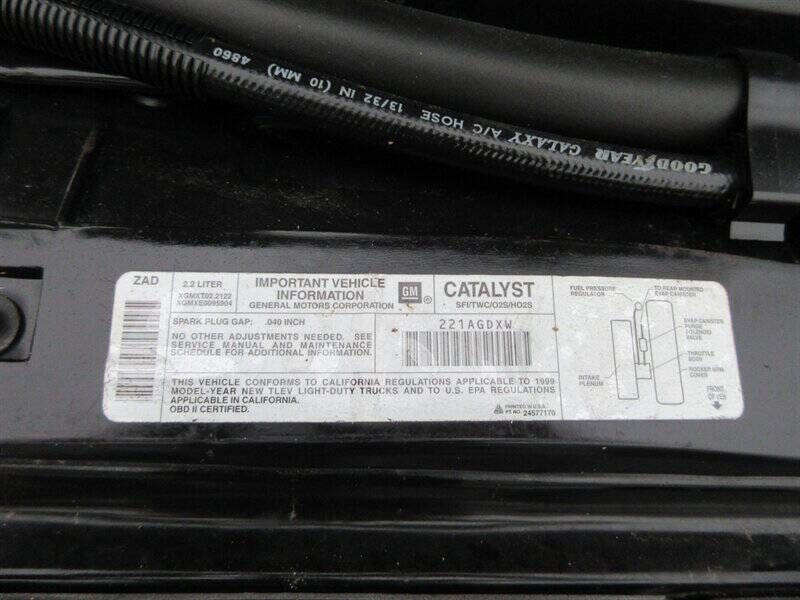 GOODYEAR GALAXY A/C HOSE 13/32 IN (10 MM) 4860
ZAD
2.2 LITER
XGMXT02.2122
XGMXE0095904
IMPORTANT VEHICLE
INFORMATION
GENERAL MOTORS CORPORATION
GM
CATALYST
SFI/TWC/O2S/HO2S
SPARK PLUG GAP: .040 INCH
NO OTHER ADJUSTMENTS NEEDED. SEE
SERVICE MANUAL AND MAINTENANCE
SCHEDULE FOR ADDITIONAL INFORMATION.
221AGDXW
THIS VEHICLE CONFORMS TO CALIFORNIA REGULATIONS APPLICABLE TO 1999
MODEL-YEAR NEW TLEV LIGHT-DUTY TRUCKS AND TO U.S. EPA REGULATIONS
APPLICABLE IN CALIFORNIA.
OBD II CERTIFIED.
PRINTED IN U.S.A.
PT. NO. 24577170
FUEL PRESSURE
REGULATOR
TO REAR MOUNTED
EVAP CANISTER
EVAP CANISTER
PURGE
SOLENOID
VALVE
THROTTLE
BODY
ROCKER ARM
COVER
INTAKE
PLENUM
FRONT
OF VEH